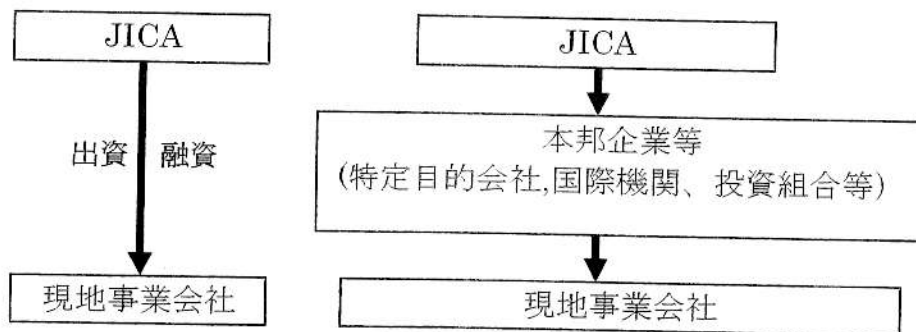 JICA
出資 融資
現地事業会社
JICA
本邦企業等
(特定目的会社,国際機関、投資組合等)
現地事業会社